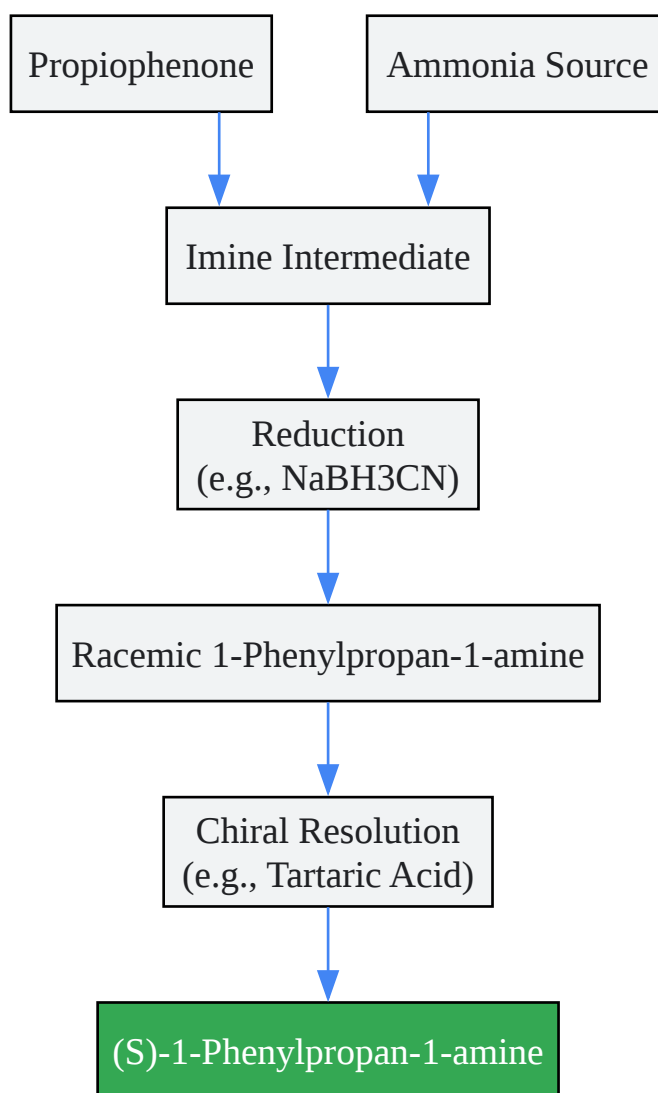 Propiophenone
Ammonia Source
Imine Intermediate
Reduction
(e.g., NaBH3CN)
Racemic 1-Phenylpropan-1-amine
Chiral Resolution
(e.g., Tartaric Acid)
(S)-1-Phenylpropan-1-amine